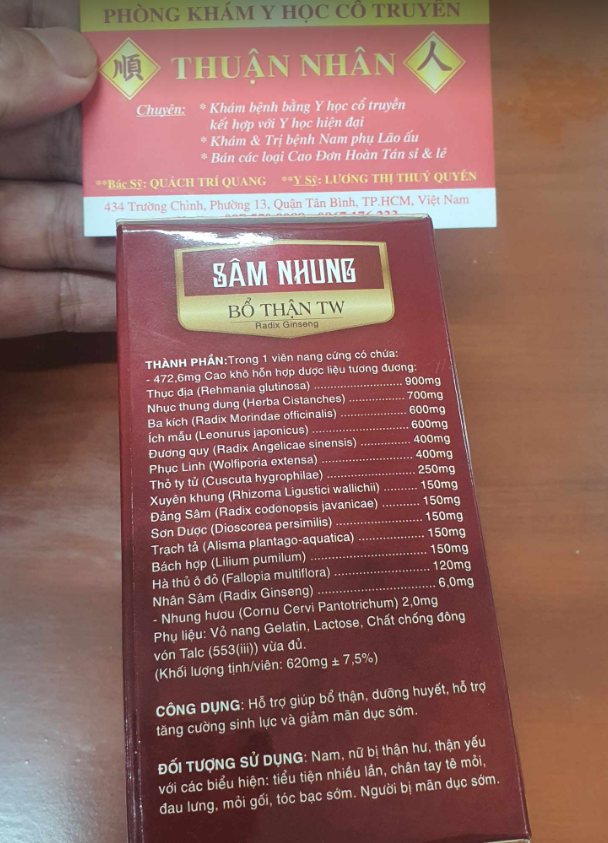 PHÒNG KHÁM Y HỌC CỔ TRUYỀN
順 THUẬN NHÂN 人
Chuyên: * Khám bệnh bằng Y học cổ truyền
kết hợp với Y học hiện đại
* Khám & Trị bệnh Nam phụ Lão ấu
* Bán các loại Cao Đơn Hoàn Tán sỉ & lẻ
**Bác Sỹ: QUÁCH TRÍ QUANG **Y Sỹ: LƯƠNG THỊ THUÝ QUYÊN
434 Trường Chinh, Phường 13, Quận Tân Bình, TP.HCM, Việt Nam
SÂM NHUNG
BỔ THẬN TW
Radix Ginseng
THÀNH PHẦN:Trong 1 viên nang cứng có chứa:
- 472,6mg Cao khô hỗn hợp dược liệu tương đương:
Thục địa (Rehmania glutinosa) ............................ 900mg
Nhục thung dung (Herba Cistanches) ................... 700mg
Ba kích (Radix Morindae officinalis) ..................... 600mg
Ích mẫu (Leonurus japonicus) .............................. 600mg
Đương quy (Radix Angelicae sinensis) ................ 400mg
Phục Linh (Wolfiporia extensa) ............................. 400mg
Thỏ ty tử (Cuscuta hygrophilae) ........................... 250mg
Xuyên khung (Rhizoma Ligustici wallichii) ........... 150mg
Đảng Sâm (Radix codonopsis javanicae) ............ 150mg
Sơn Dược (Dioscorea persimilis) ......................... 150mg
Trạch tả (Alisma plantago-aquatica) .................... 150mg
Bách hợp (Lilium pumilum) .................................. 150mg
Hà thủ ô đỏ (Fallopia multiflora) ........................... 120mg
Nhân Sâm (Radix Ginseng) .................................. 6,0mg
- Nhung hươu (Cornu Cervi Pantotrichum) 2,0mg
Phụ liệu: Vỏ nang Gelatin, Lactose, Chất chống đông
vón Talc (553(iii)) vừa đủ.
(Khối lượng tịnh/viên: 620mg ± 7,5%)
CÔNG DỤNG: Hỗ trợ giúp bổ thận, dưỡng huyết, hỗ trợ
tăng cường sinh lực và giảm mãn dục sớm.
ĐỐI TƯỢNG SỬ DỤNG: Nam, nữ bị thận hư, thận yếu
với các biểu hiện: tiểu tiện nhiều lần, chân tay tê mỏi,
đau lưng, mỏi gối, tóc bạc sớm. Người bị mãn dục sớm.